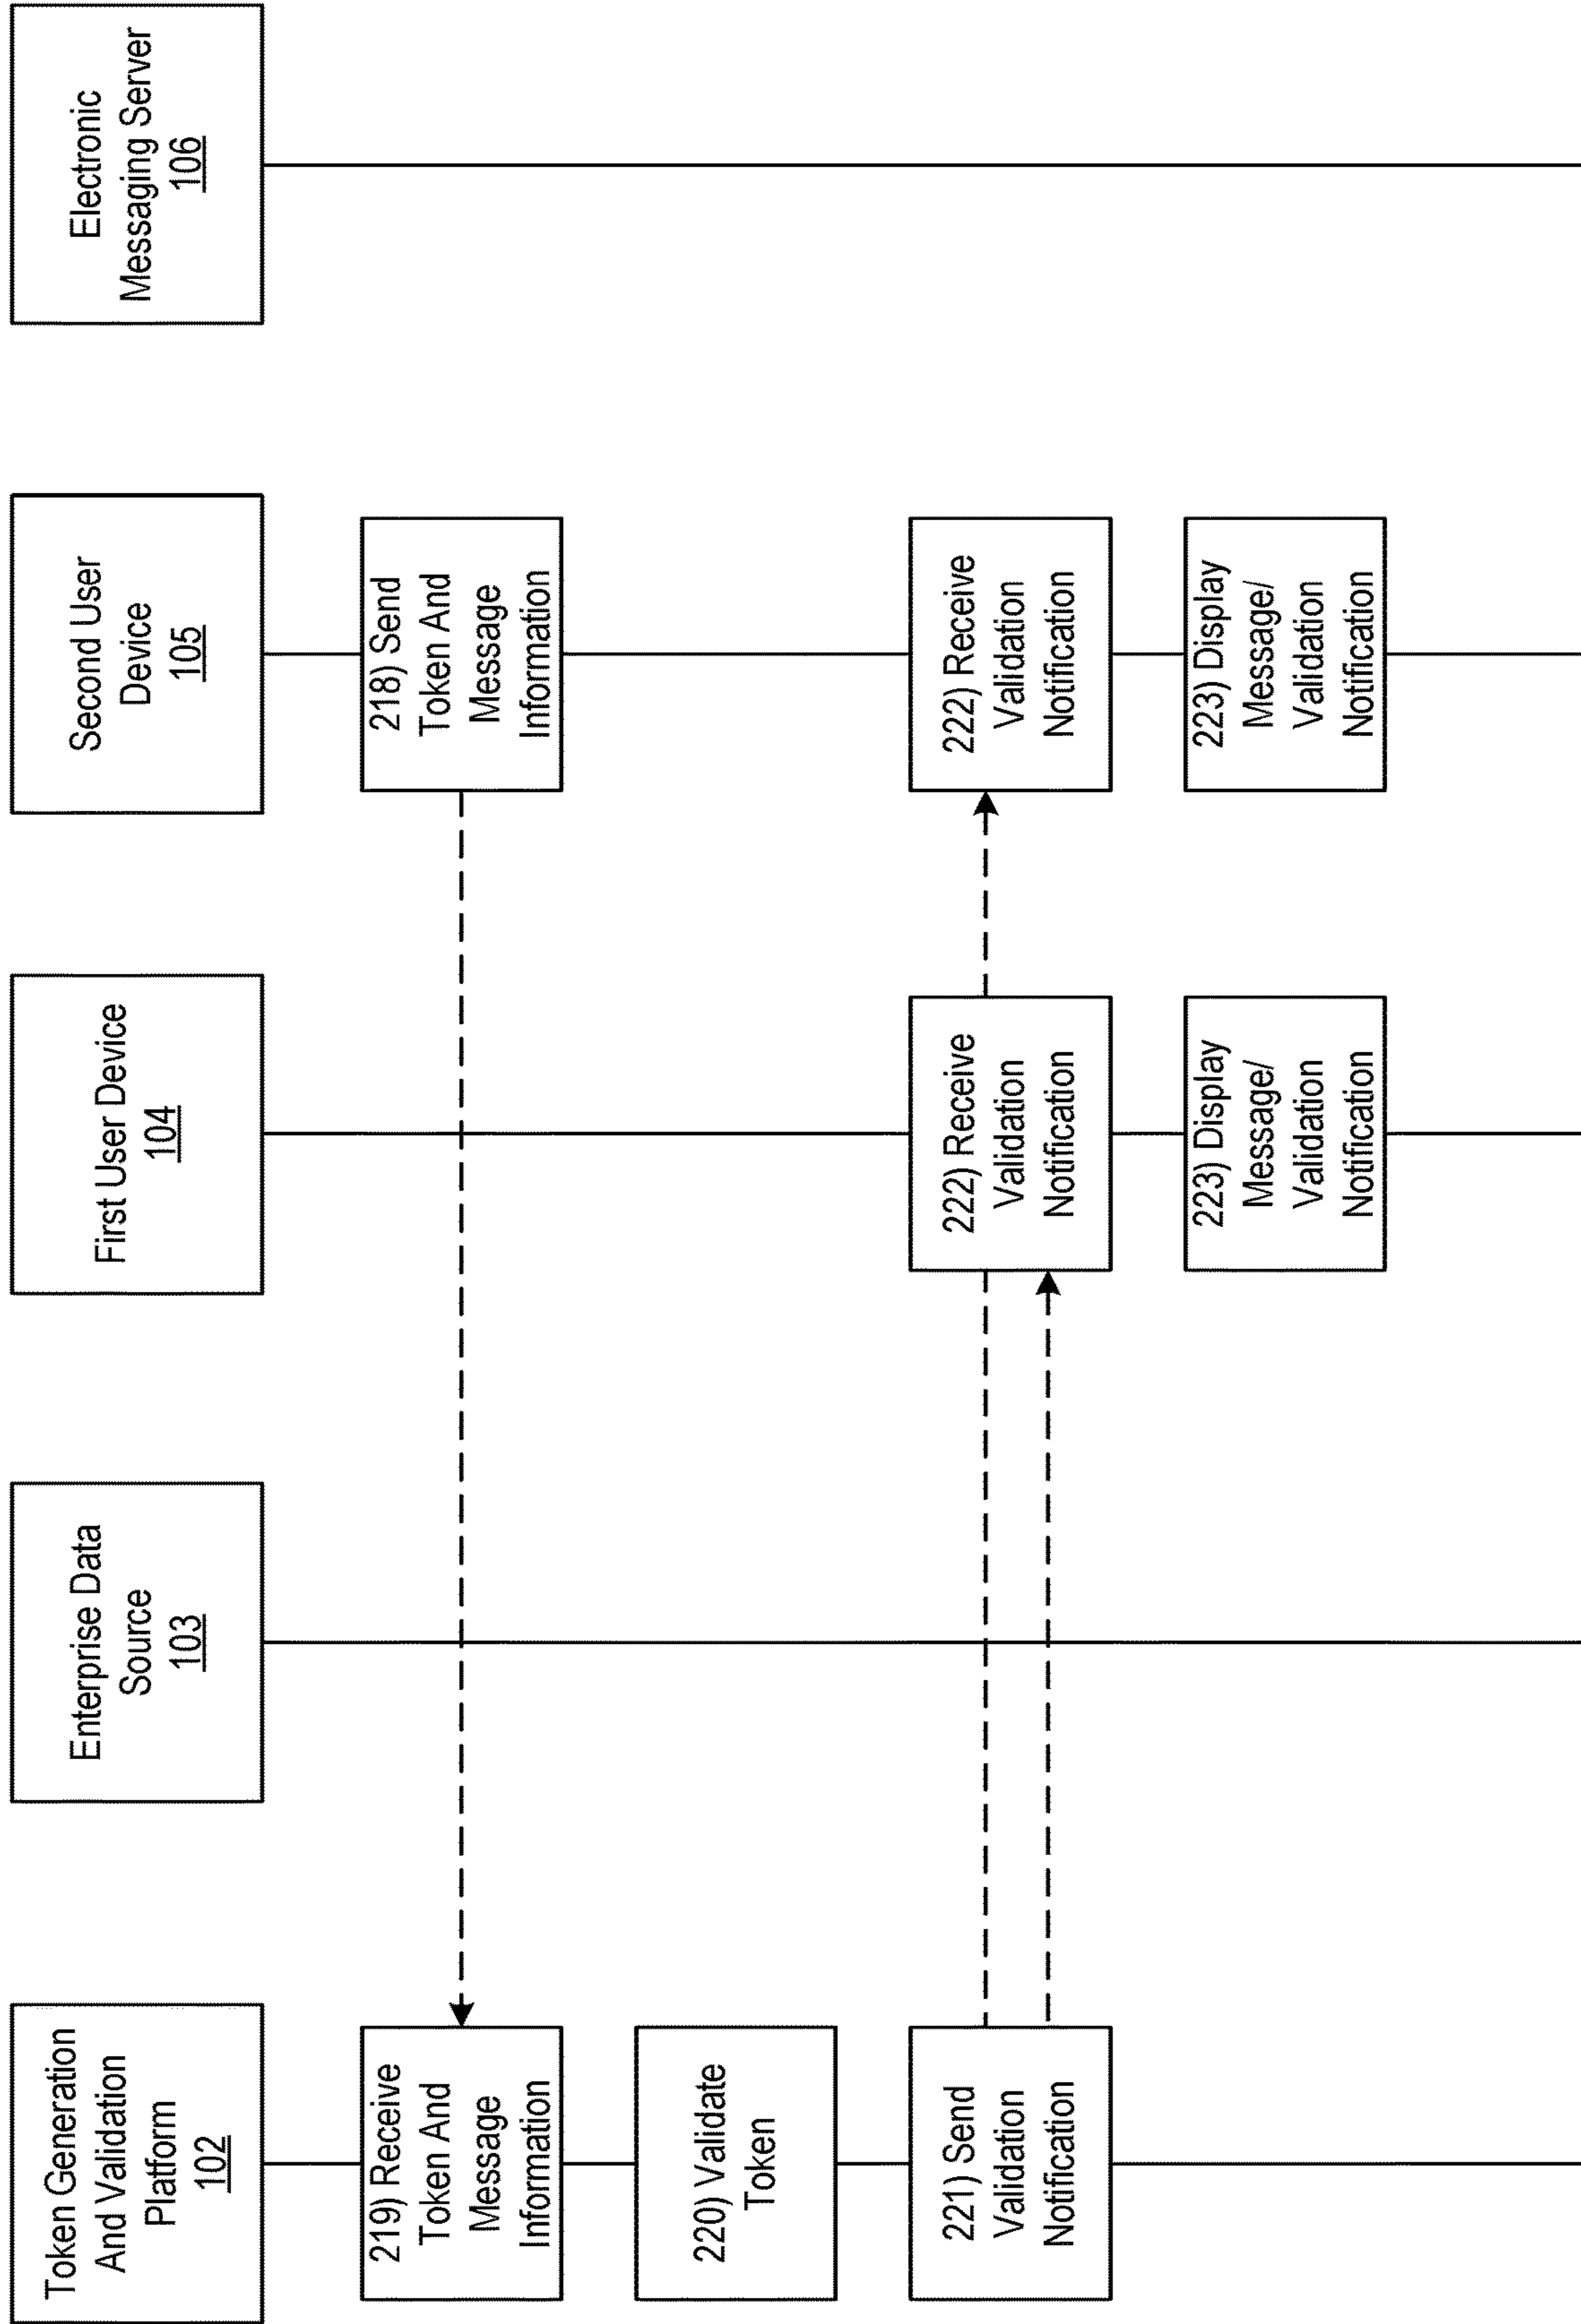 Token Generation
And Validation
Platform
102
Enterprise Data
Source
103
First User Device
104
Second User
Device
105
Electronic
Messaging Server
106
218) Send
Token And
Message
Information
219) Receive
Token And
Message
Information
220) Validate
Token
221) Send
Validation
Notification
222) Receive
Validation
Notification
222) Receive
Validation
Notification
223) Display
Message/
Validation
Notification
223) Display
Message/
Validation
Notification